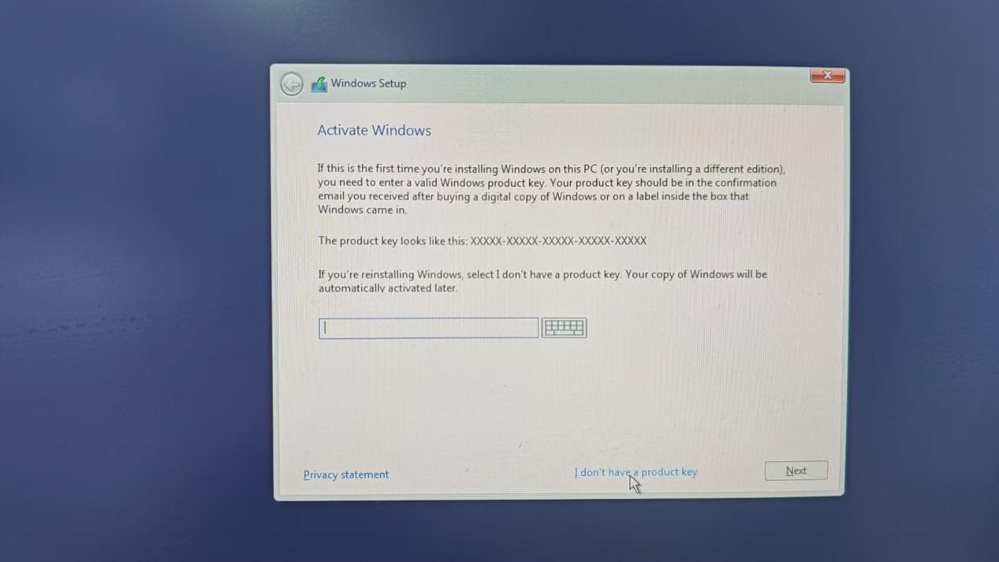 Windows Setup
Activate Windows
If this is the first time you're installing Windows on this PC (or you're installing a different edition),
you need to enter a valid Windows product key. Your product key should be in the confirmation
email you received after buying a digital copy of Windows or on a label inside the box that
Windows came in.
The product key looks like this: XXXXX-XXXXX-XXXXX-XXXXX-XXXXX
If you're reinstalling Windows, select I don't have a product key. Your copy of Windows will be
automatically activated later.
Privacy statement
I don't have a product key
Next